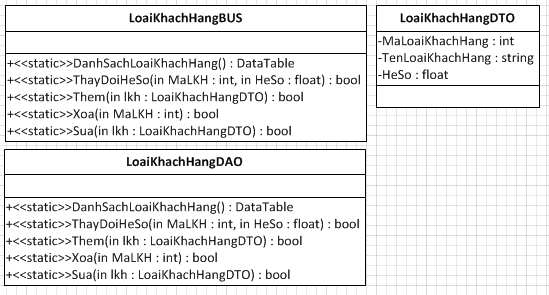 LoaiKhachHangBUS
+<<static>>DanhSachLoaiKhachHang() : DataTable
+<<static>>ThayDoiHeSo(in MaLKH : int, in HeSo : float) : bool
+<<static>>Them(in lkh : LoaiKhachHangDTO) : bool
+<<static>>Xoa(in MaLKH : int) : bool
+<<static>>Sua(in lkh : LoaiKhachHangDTO) : bool
LoaiKhachHangDTO
-MaLoaiKhachHang : int
-TenLoaiKhachHang : string
-HeSo : float
LoaiKhachHangDAO
+<<static>>DanhSachLoaiKhachHang() : DataTable
+<<static>>ThayDoiHeSo(in MaLKH : int, in HeSo : float) : bool
+<<static>>Them(in lkh : LoaiKhachHangDTO) : bool
+<<static>>Xoa(in MaLKH : int) : bool
+<<static>>Sua(in lkh : LoaiKhachHangDTO) : bool